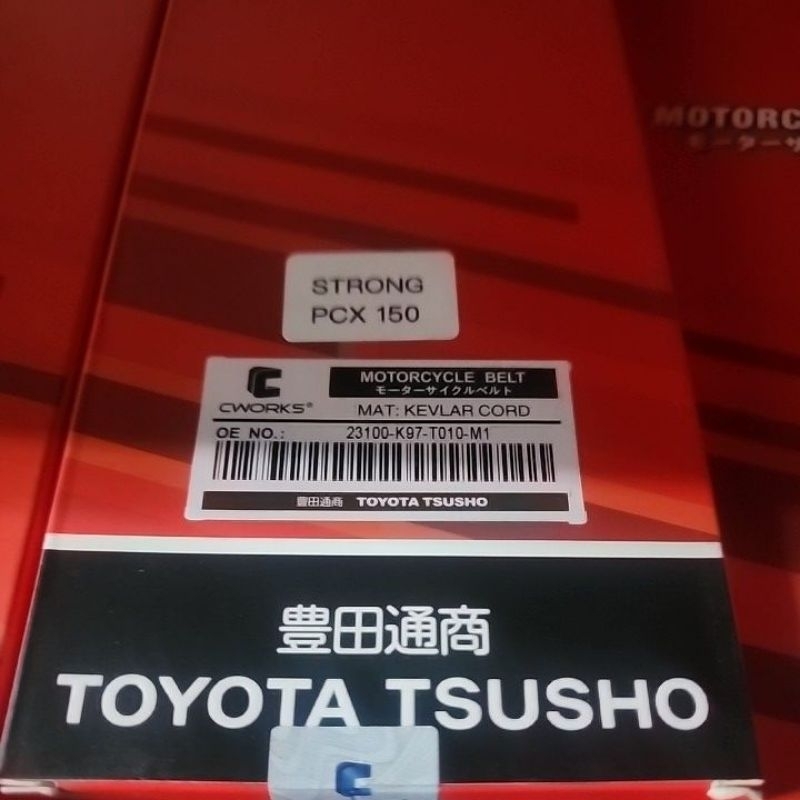 MOTORC
モーターサ
STRONG
PCX 150
MOTORCYCLE BELT
モーターサイクルベルト
CWORKS®
MAT: KEVLAR CORD
OE NO.: 23100-K97-T010-M1
豊田通商 TOYOTA TSUSHO
豊田通商
TOYOTA TSUSHO